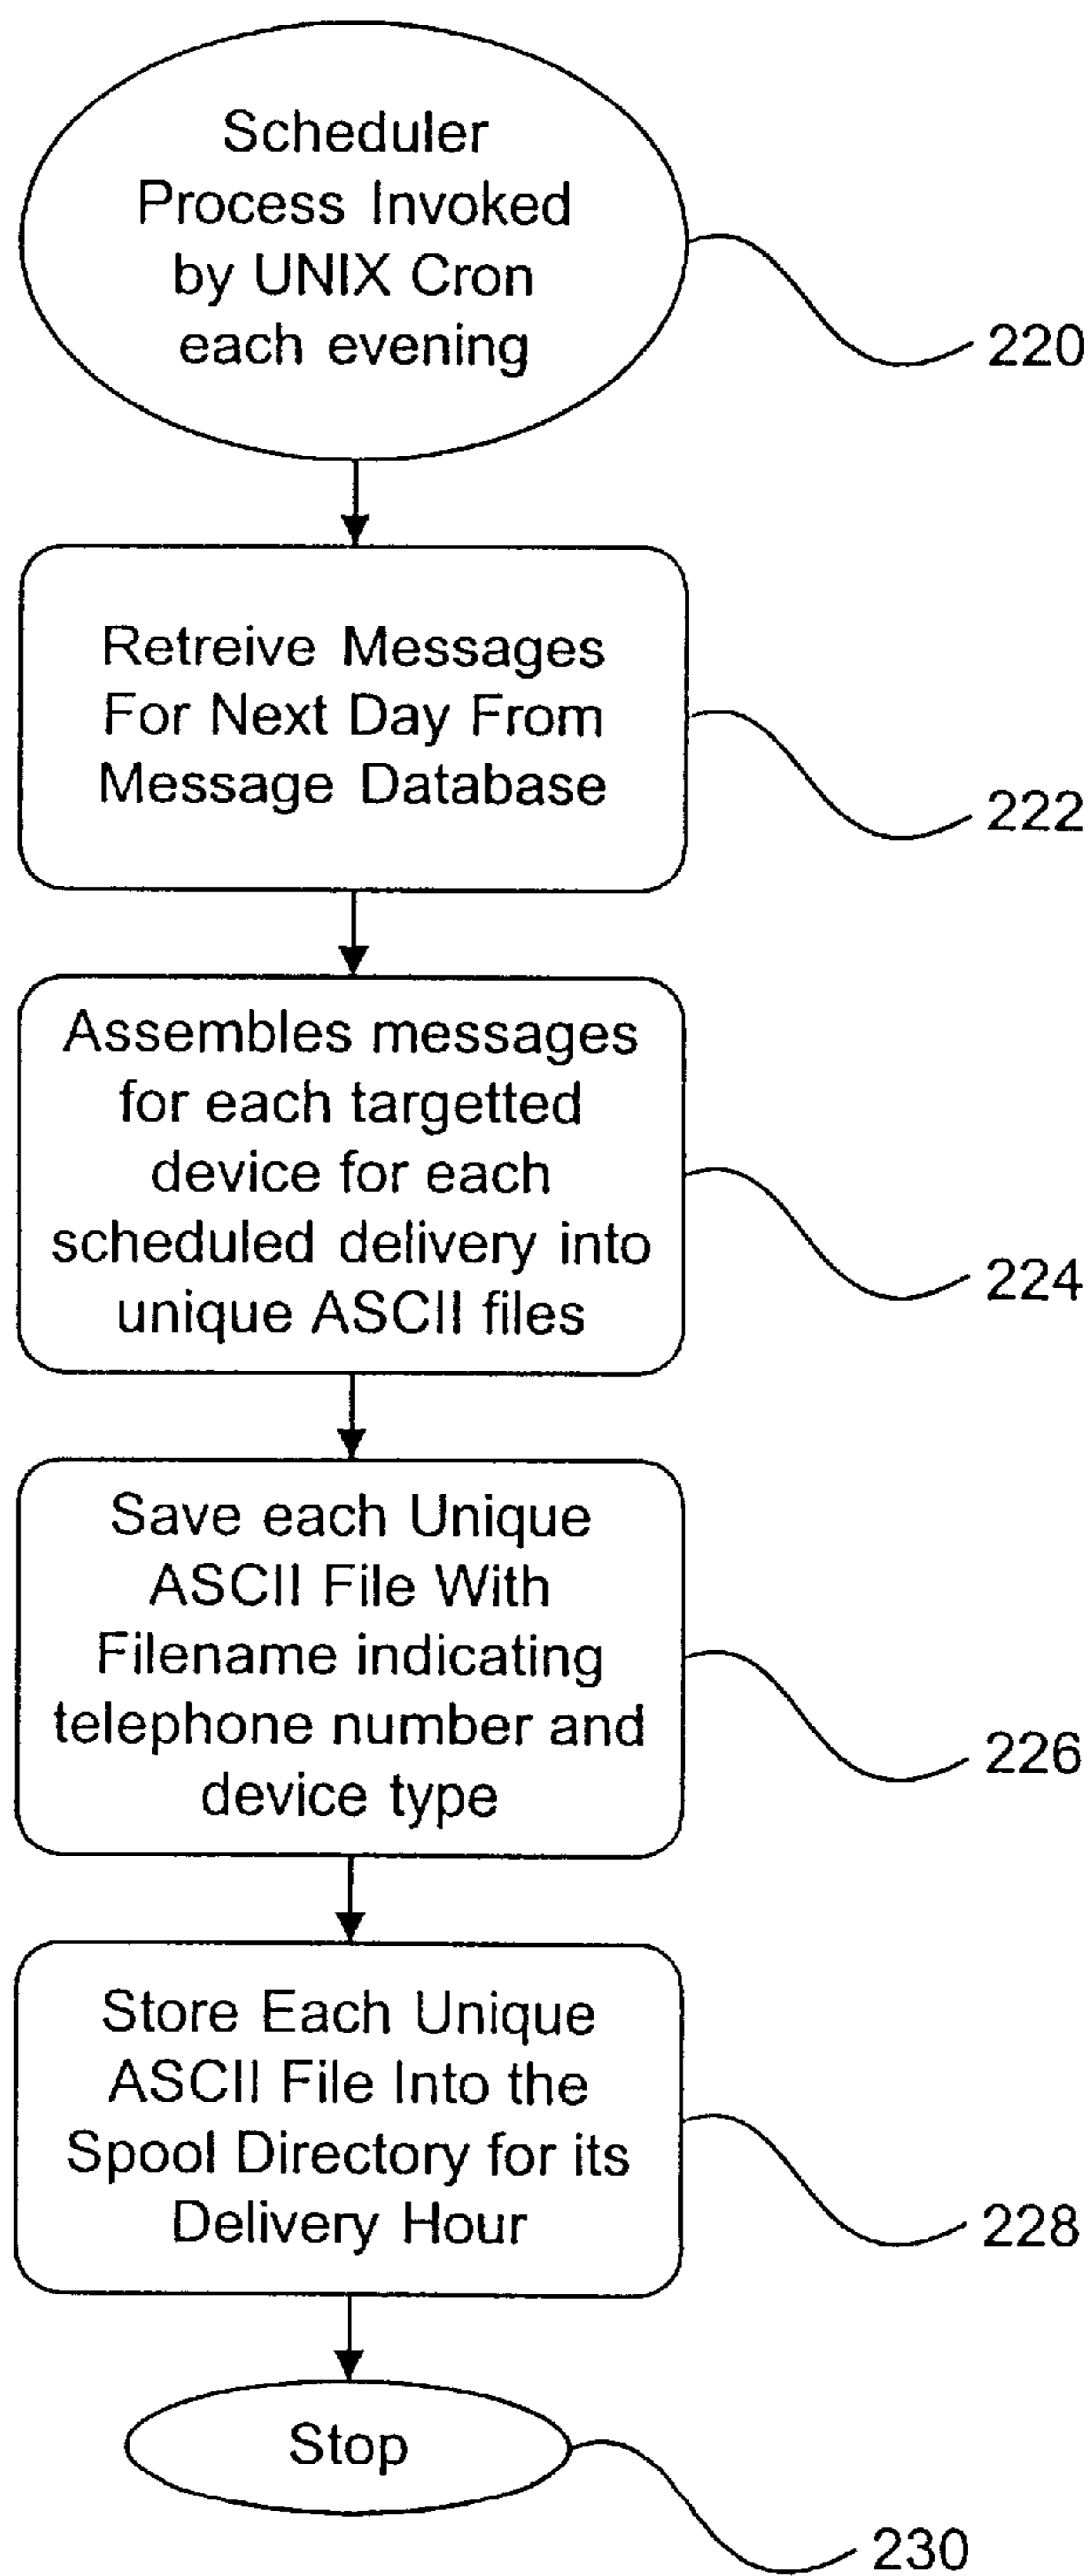 Scheduler
Process Invoked
by UNIX Cron
each evening
220
Retreive Messages
For Next Day From
Message Database
222
Assembles messages
for each targetted
device for each
scheduled delivery into
unique ASCII files
224
Save each Unique
ASCII File With
Filename indicating
telephone number and
device type
226
Store Each Unique
ASCII File Into the
Spool Directory for its
Delivery Hour
228
Stop
230